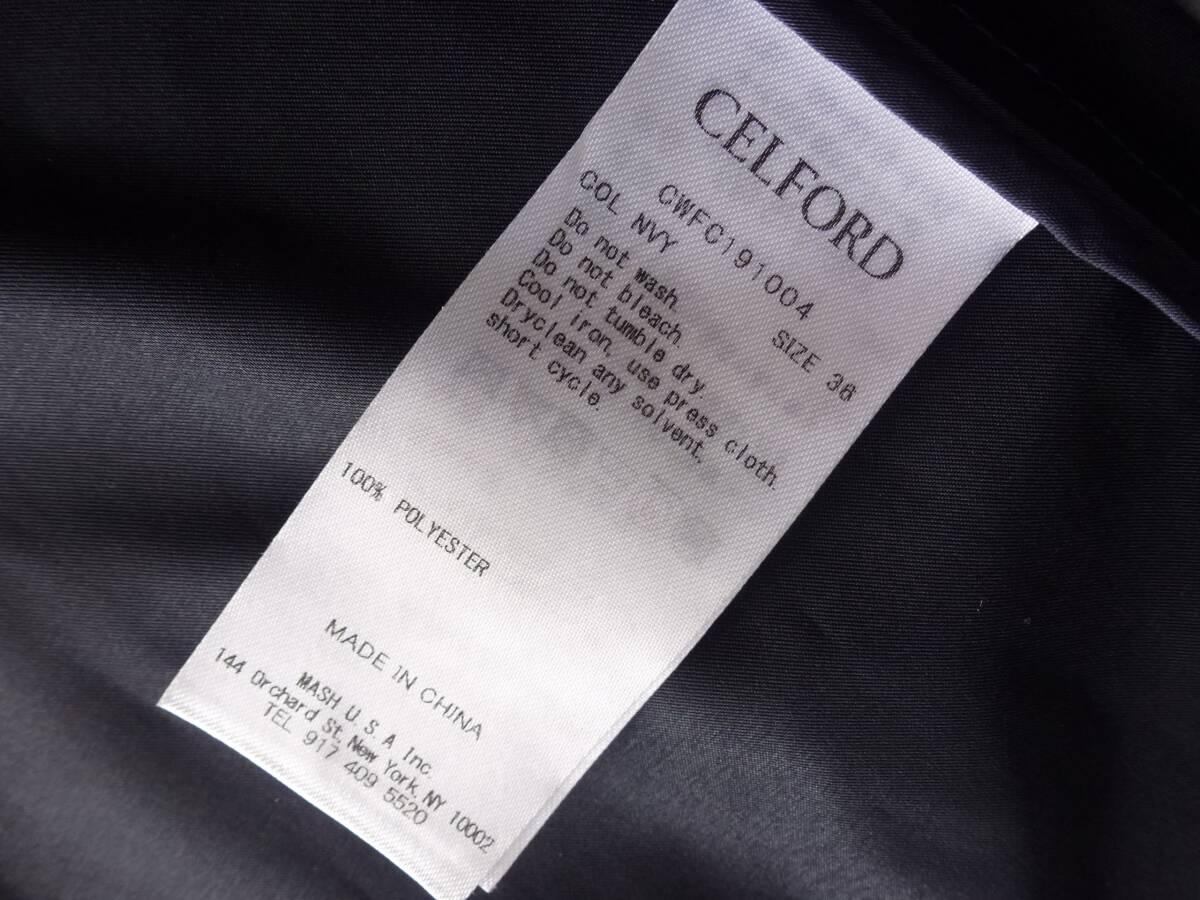 CELFORD
CWFC191004
COL NVY SIZE 38
Do not wash.
Do not bleach.
Do not tumble dry.
Cool iron, use press cloth.
Dryclean any solvent,
short cycle.
100% POLYESTER
MADE IN CHINA
MASH U.S.A Inc.
144 Orchard St, New York, NY 10002
TEL 917 409 5520